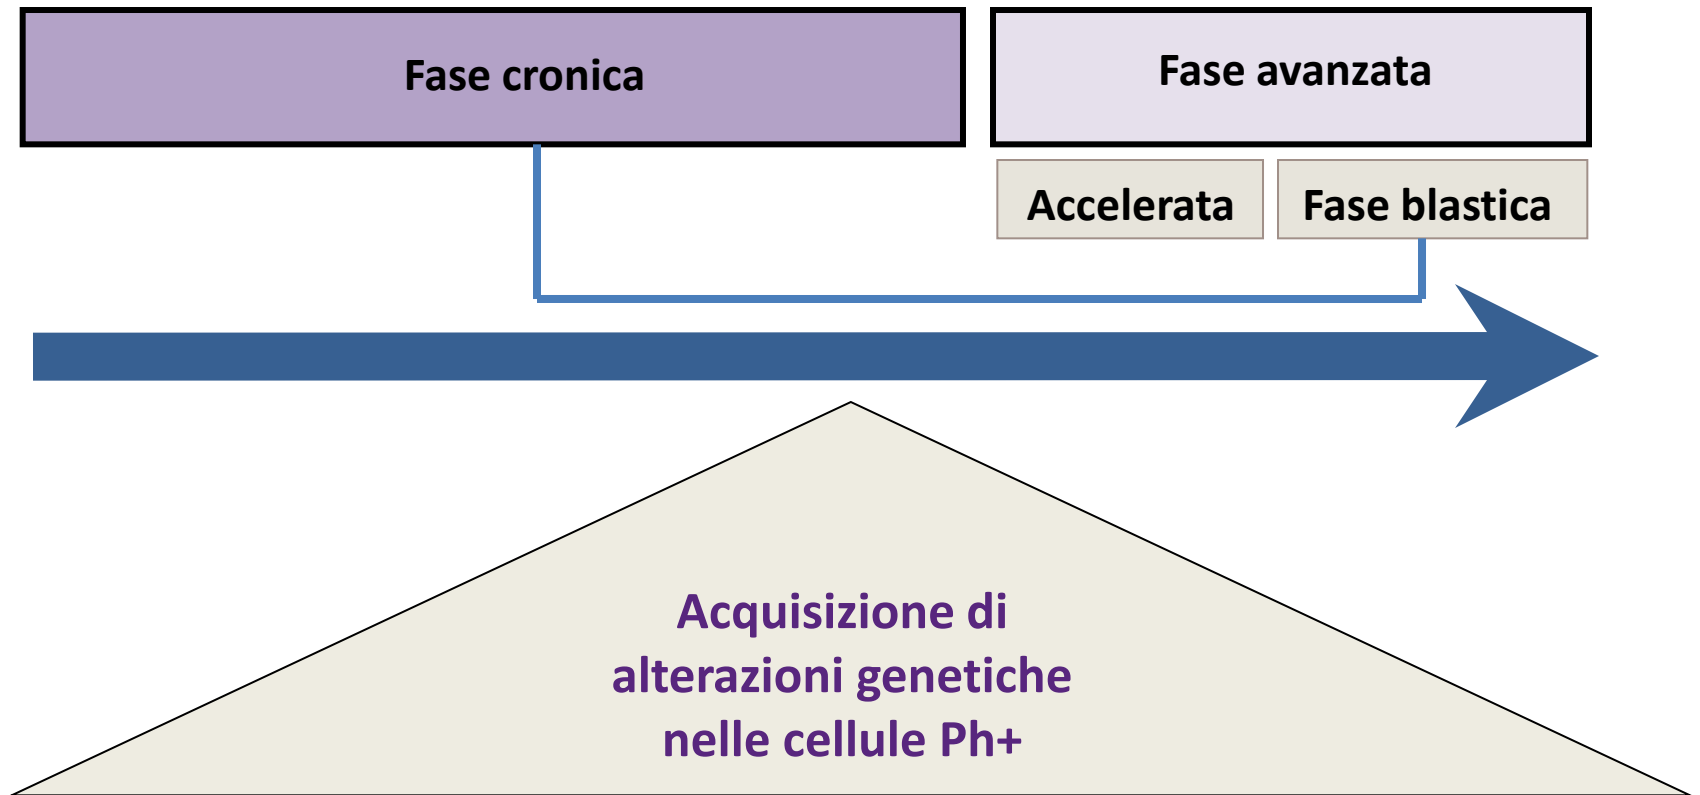 Fase cronica
Fase avanzata
Accelerata
Fase blastica
Acquisizione di
alterazioni genetiche
nelle cellule Ph+